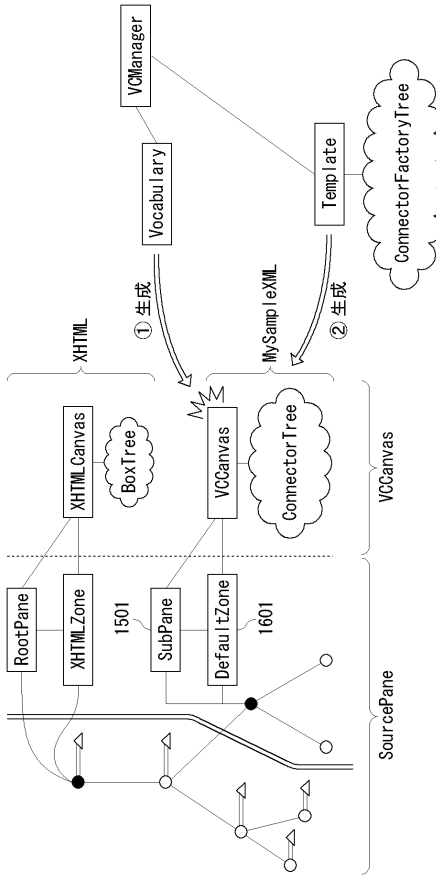 VCManager
Vocabulary
Template
ConnectorFactoryTree
① 生成
② 生成
XHTML
MySampleXML
XHTMLCanvas
BoxTree
VCCanvas
ConnectorTree
VCCanvas
RootPane
XHTMLZone
1501
SubPane
DefaultZone
1601
SourcePane